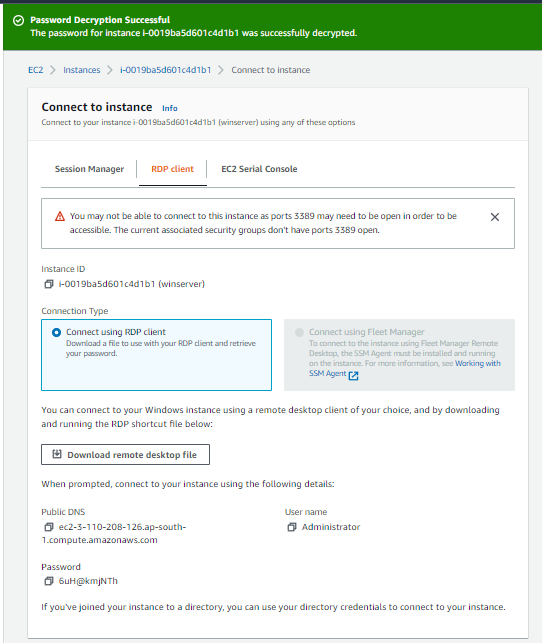 Password Decryption Successful
The password for instance i-0019ba5d601c4d1b1 was successfully decrypted.
EC2 > Instances > i-0019ba5d601c4d1b1 > Connect to instance
Connect to instance Info
Connect to your instance i-0019ba5d601c4d1b1 (winserver) using any of these options
Session Manager RDP client EC2 Serial Console
You may not be able to connect to this instance as ports 3389 may need to be open in order to be
accessible. The current associated security groups don't have ports 3389 open.
Instance ID
i-0019ba5d601c4d1b1 (winserver)
Connection Type
Connect using RDP client
Download a file to use with your RDP client and retrieve
your password.
Connect using Fleet Manager
To connect to the instance using Fleet Manager Remote
Desktop, the SSM Agent must be installed and running
on the instance. For more information, see Working with
SSM Agent
You can connect to your Windows instance using a remote desktop client of your choice, and by downloading
and running the RDP shortcut file below:
Download remote desktop file
When prompted, connect to your instance using the following details:
Public DNS
ec2-3-110-208-126.ap-south-
1.compute.amazonaws.com
User name
Administrator
Password
6uH@kmjNTh
If you've joined your instance to a directory, you can use your directory credentials to connect to your instance.